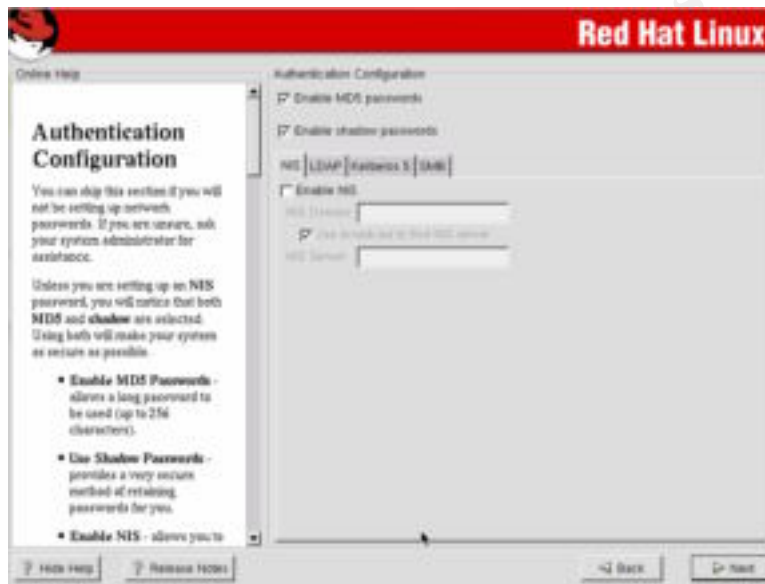 Red Hat Linux
Online Help
Authentication
Configuration
You can skip this section if you will
not be setting up network
passwords. If you are unsure, ask
your system administrator for
assistance.
Unless you are setting up an NIS
password, you will notice that both
MD5 and shadow are selected.
Using both will make your system
as secure as possible.
• Enable MD5 Passwords -
allows a long password to
be used (up to 256
characters).
• Use Shadow Passwords -
provides a very secure
method of retaining
passwords for you.
• Enable NIS - allows you to
Authentication Configuration
Enable MD5 passwords
Enable shadow passwords
NIS LDAP Kerberos 5 SMB
Enable NIS
NIS Domain:
Use broadcast to find NIS server
NIS Server:
? Hide Help
? Release Notes
Back
Next